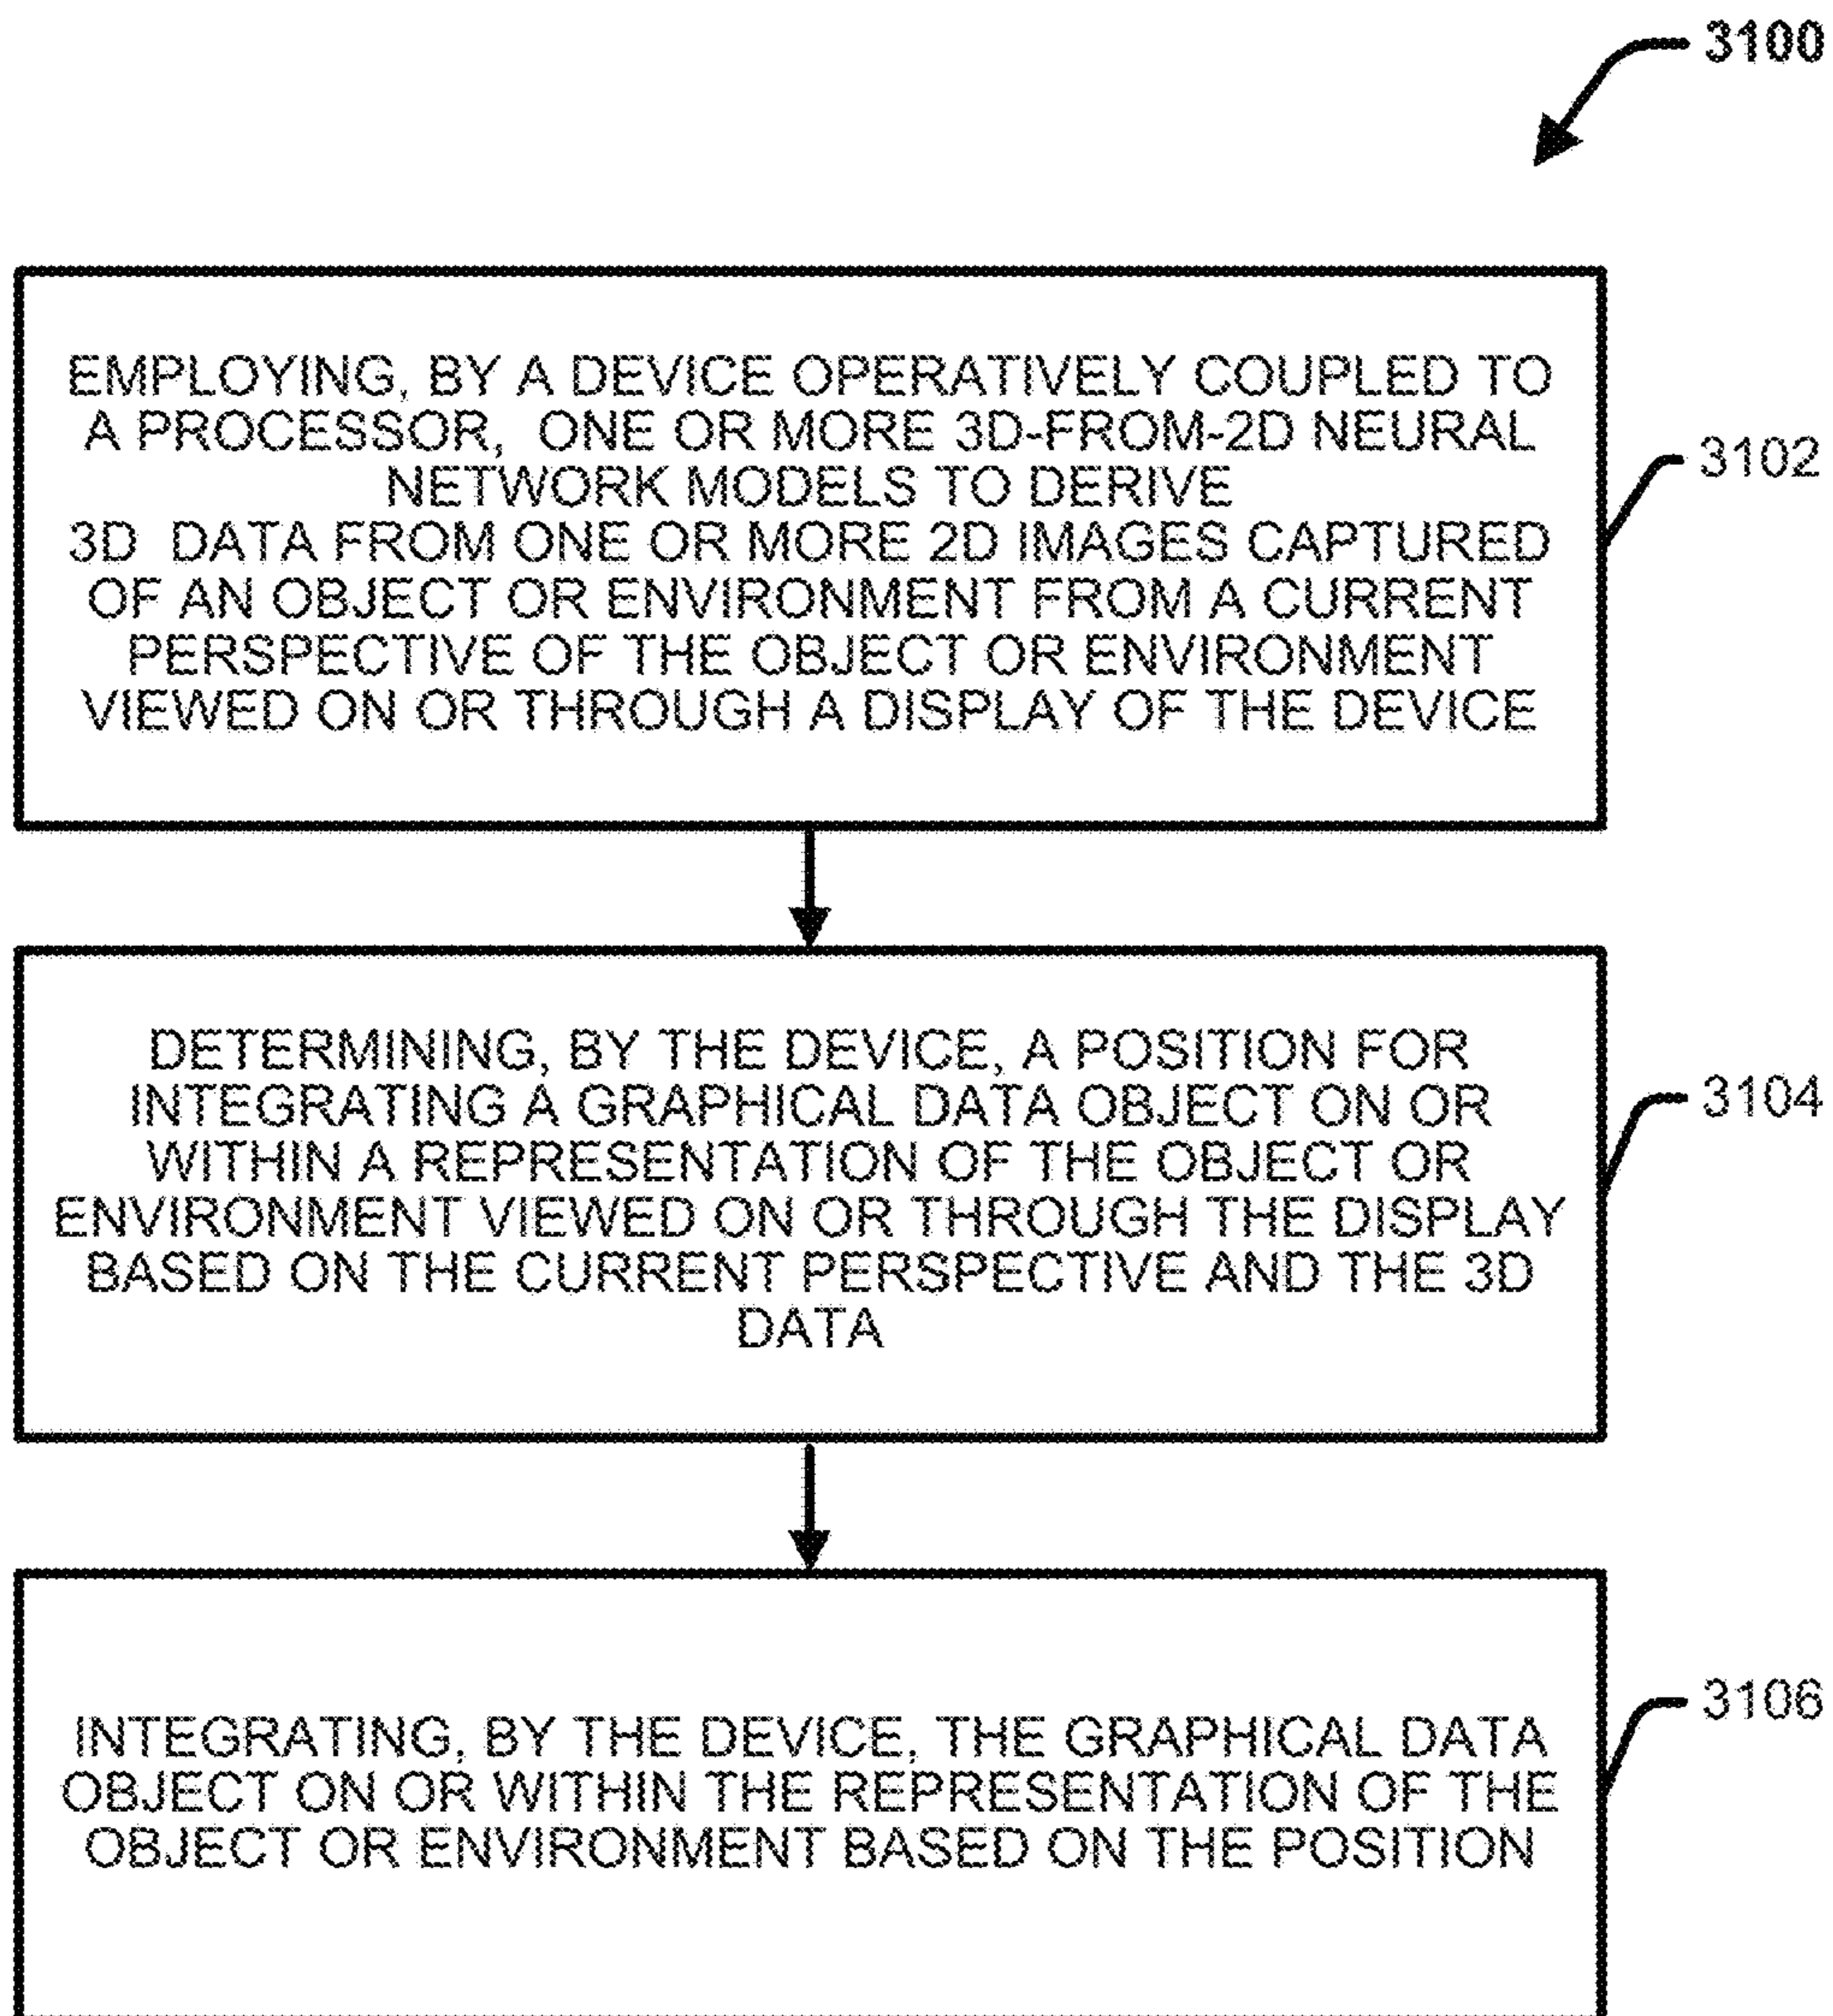 3100
EMPLOYING, BY A DEVICE OPERATIVELY COUPLED TO
A PROCESSOR, ONE OR MORE 3D-FROM-2D NEURAL
NETWORK MODELS TO DERIVE
3D DATA FROM ONE OR MORE 2D IMAGES CAPTURED
OF AN OBJECT OR ENVIRONMENT FROM A CURRENT
PERSPECTIVE OF THE OBJECT OR ENVIRONMENT
VIEWED ON OR THROUGH A DISPLAY OF THE DEVICE
3102
DETERMINING, BY THE DEVICE, A POSITION FOR
INTEGRATING A GRAPHICAL DATA OBJECT ON OR
WITHIN A REPRESENTATION OF THE OBJECT OR
ENVIRONMENT VIEWED ON OR THROUGH THE DISPLAY
BASED ON THE CURRENT PERSPECTIVE AND THE 3D
DATA
3104
INTEGRATING, BY THE DEVICE, THE GRAPHICAL DATA
OBJECT ON OR WITHIN THE REPRESENTATION OF THE
OBJECT OR ENVIRONMENT BASED ON THE POSITION
3106